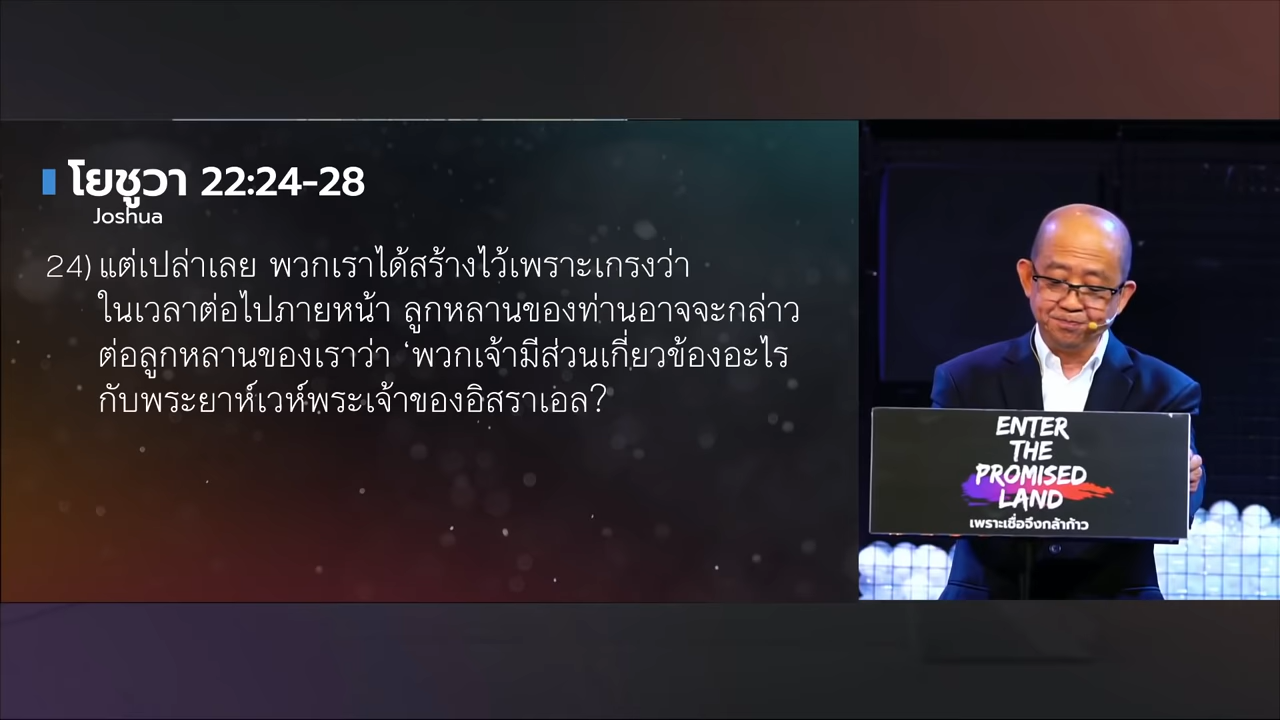 โยชูวา 22:24-28
Joshua
24) แต่เปล่าเลย พวกเราได้สร้างไว้เพราะเกรงว่า
ในเวลาต่อไปภายหน้า ลูกหลานของท่านอาจจะกล่าว
ต่อลูกหลานของเราว่า ‘พวกเจ้ามีส่วนเกี่ยวข้องอะไร
กับพระยาห์เวห์พระเจ้าของอิสราเอล?
ENTER
THE
PROMISED
LAND
เพราะเชื่อจึงกล้าก้าว